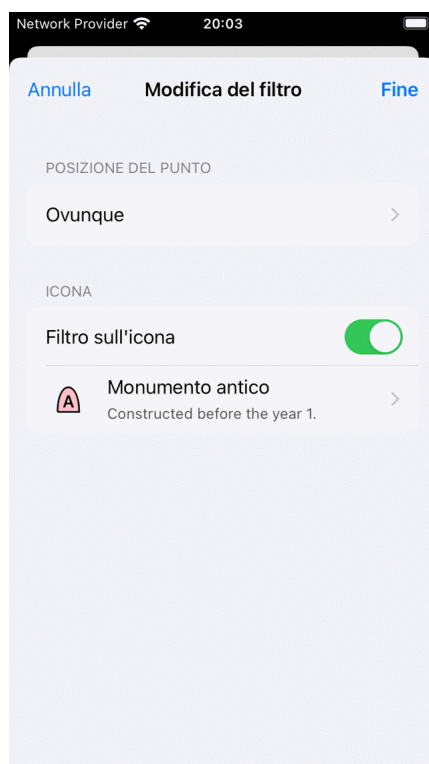 Network Provider 20:03
Annulla Modifica del filtro Fine
POSIZIONE DEL PUNTO
Ovunque
ICONA
Filtro sull'icona
A Monumento antico
Constructed before the year 1.